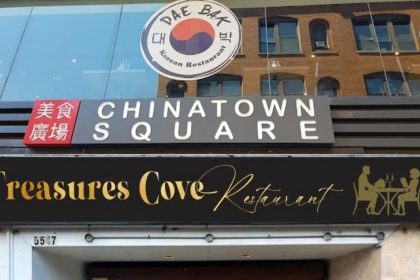 DAE BAK
대 박
Korean Restaurant
美食
廣場
CHINATOWN
SQUARE
Treasures Cove Restaurant